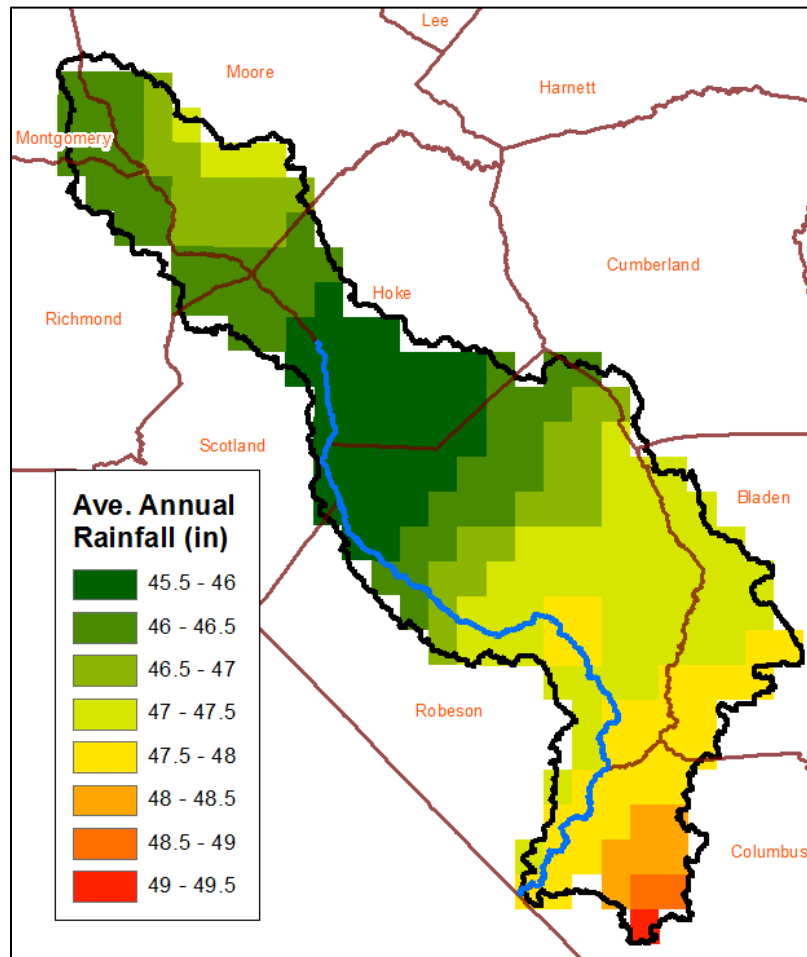 Lee
Moore
Harnett
Montgomery
Cumberland
Hoke
Richmond
Scotland
Ave. Annual
Rainfall (in)
45.5 - 46
46 - 46.5
46.5 - 47
47 - 47.5
47.5 - 48
48 - 48.5
48.5 - 49
49 - 49.5
Bladen
Robeson
Columbus